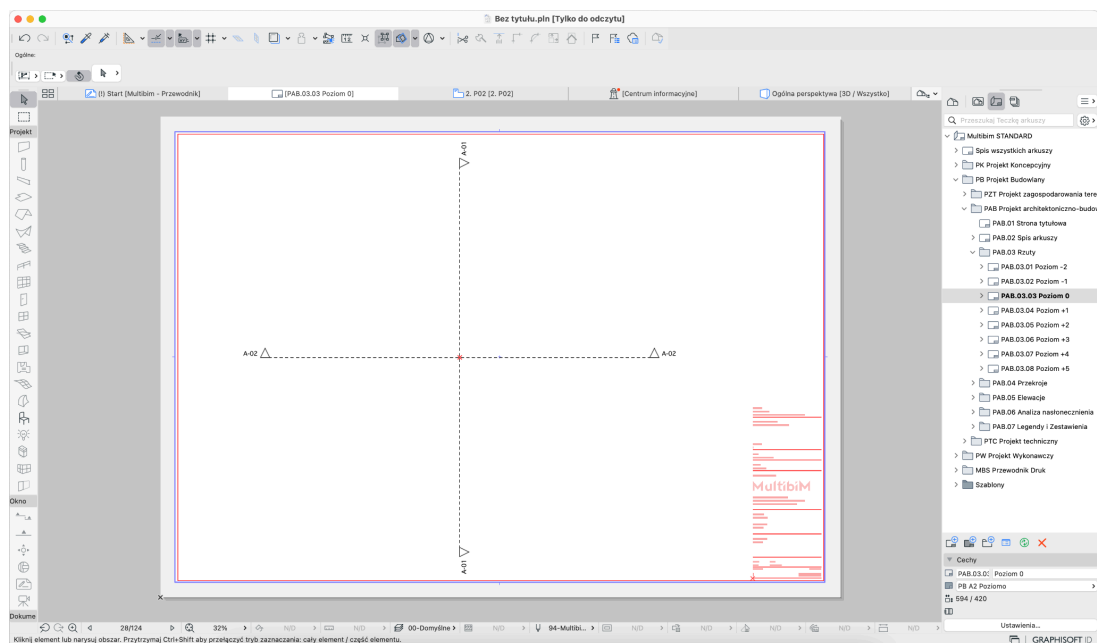 Bez tytułu.pln [Tylko do odczytu]
Ogólne:
(!) Start [Multibim - Przewodnik]
[PAB.03.03 Poziom 0]
2. P02 [2. P02]
[Centrum informacyjne]
Ogólna perspektywa [3D / Wszystko]
Projekt
Okno
Dokume
A-01
A-02
A-02
A-01
MultibiM
Przeszukaj Teczkę arkuszy
Multibim STANDARD
Spis wszystkich arkuszy
PK Projekt Koncepcyjny
PB Projekt Budowlany
PZT Projekt zagospodarowania tere
PAB Projekt architektoniczno-budov
PAB.01 Strona tytułowa
PAB.02 Spis arkuszy
PAB.03 Rzuty
PAB.03.01 Poziom -2
PAB.03.02 Poziom -1
PAB.03.03 Poziom 0
PAB.03.04 Poziom +1
PAB.03.05 Poziom +2
PAB.03.06 Poziom +3
PAB.03.07 Poziom +4
PAB.03.08 Poziom +5
PAB.04 Przekroje
PAB.05 Elewacje
PAB.06 Analiza nasłonecznienia
PAB.07 Legendy i Zestawienia
PTC Projekt techniczny
PW Projekt Wykonawczy
MBS Przewodnik Druk
Szablony
Cechy
PAB.03.0: Poziom 0
PB A2 Poziomo
594 / 420
Ustawienia...
28/124 32% N/D N/D 00-Domyślne N/D 94-Multibi... N/D N/D N/D N/D N/D
Kliknij element lub narysuj obszar. Przytrzymaj Ctrl+Shift aby przełączyć tryb zaznaczania: cały element / część elementu.
GRAPHISOFT ID